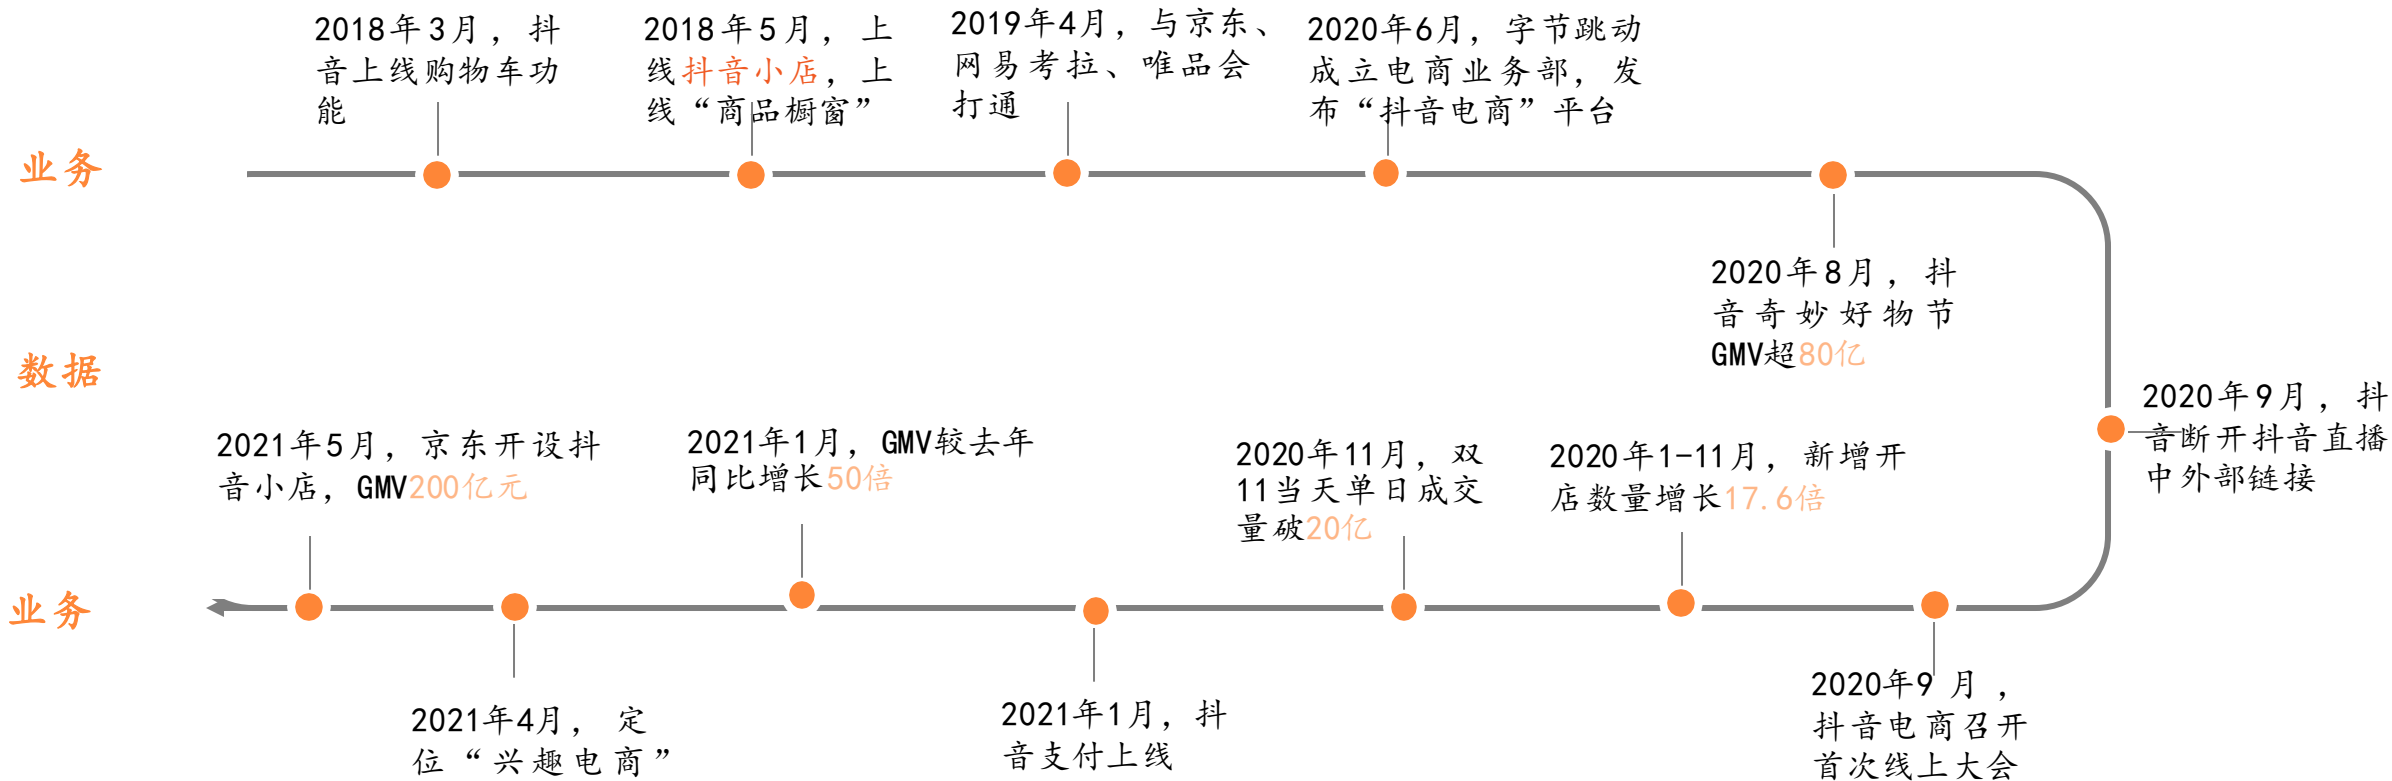 2018年3月，抖
音上线购物车功
能
2018年5月，上
线抖音小店，上
线“商品橱窗”
2019年4月，与京东、
网易考拉、唯品会
打通
2020年6月，字节跳动
成立电商业务部，发
布“抖音电商”平台
业务
2020年8月，抖
音奇妙好物节
GMV超80亿
数据
2020年9月，抖
音断开抖音直播
中外部链接
2021年5月，京东开设抖
音小店，GMV200亿元
2021年1月，GMV较去年
同比增长50倍
2020年11月，双
11当天单日成交
量破20亿
2020年1-11月，新增开
店数量增长17.6倍
业务
2021年4月，定
位“兴趣电商”
2021年1月，抖
音支付上线
2020年9月，
抖音电商召开
首次线上大会